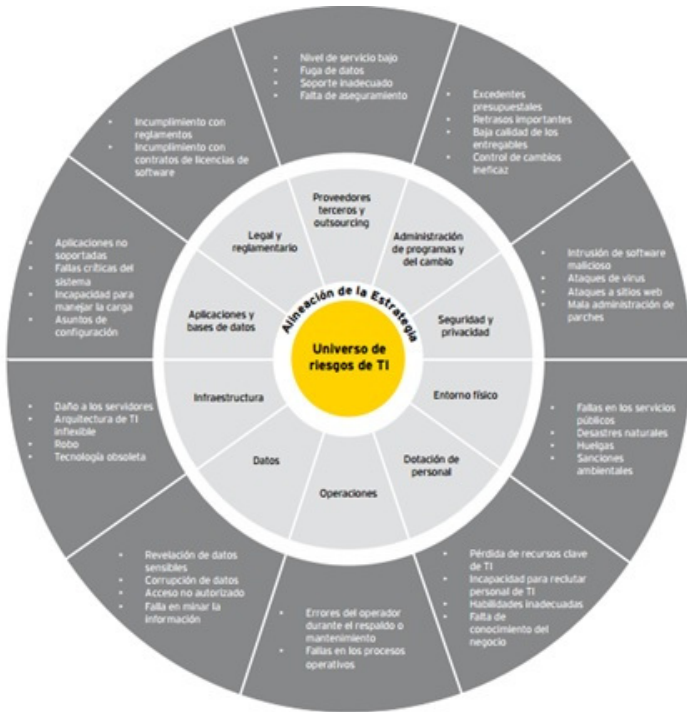 • Nivel de servicio bajo
• Fuga de datos
• Soporte inadecuado
• Falta de aseguramiento
• Excedentes
presupuestales
• Retrasos importantes
• Baja calidad de los
entregables
• Control de cambios
ineficaz
• Intrusión de software
malicioso
• Ataques de virus
• Ataques a sitios web
• Mala administración de
parches
• Fallas en los servicios
públicos
• Desastres naturales
• Huelgas
• Sanciones
ambientales
• Pérdida de recursos clave
de TI
• Incapacidad para reclutar
personal de TI
• Habilidades inadecuadas
• Falta de
conocimiento del
negocio
• Errores del operador
durante el respaldo o
mantenimiento
• Fallas en los procesos
operativos
• Revelación de datos
sensibles
• Corrupción de datos
• Acceso no autorizado
• Falla en minar la
información
• Daño a los servidores
• Arquitectura de TI
inflexible
• Robo
• Tecnología obsoleta
• Aplicaciones no
soportadas
• Fallas críticas del
sistema
• Incapacidad para
manejar la carga
• Asuntos de
configuración
• Incumplimiento con
reglamentos
• Incumplimiento con
contratos de licencias de
software
Proveedores
terceros y
outsourcing
Administración
de programas y
del cambio
Seguridad y
privacidad
Entorno físico
Dotación de
personal
Operaciones
Datos
Infraestructura
Aplicaciones y
bases de datos
Legal y
reglamentario
Alineación de la Estrategia
Universo de
riesgos de TI